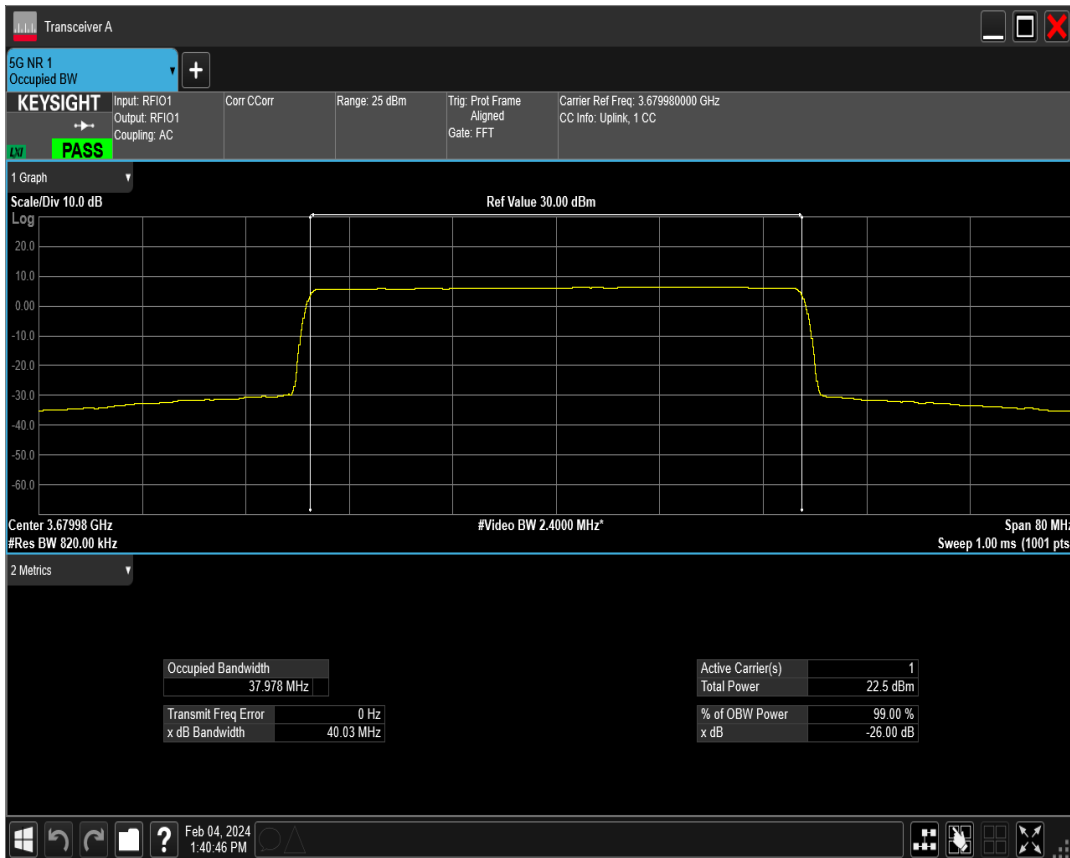 Transceiver A
5G NR 1
Occupied BW
+
KEYSIGHT
LXI
PASS
Input: RFIO1
Output: RFIO1
Coupling: AC
Corr CCorr
Range: 25 dBm
Trig: Prot Frame
Aligned
Gate: FFT
Carrier Ref Freq: 3.679980000 GHz
CC Info: Uplink, 1 CC
1 Graph
Scale/Div 10.0 dB
Ref Value 30.00 dBm
Log
20.0
10.0
0.00
-10.0
-20.0
-30.0
-40.0
-50.0
-60.0
Center 3.67998 GHz
#Video BW 2.4000 MHz*
Span 80 MHz
#Res BW 820.00 kHz
Sweep 1.00 ms (1001 pts
2 Metrics
Occupied Bandwidth
37.978 MHz
Transmit Freq Error 0 Hz
x dB Bandwidth 40.03 MHz
Active Carrier(s) 1
Total Power 22.5 dBm
% of OBW Power 99.00 %
x dB -26.00 dB
?
Feb 04, 2024
1:40:46 PM